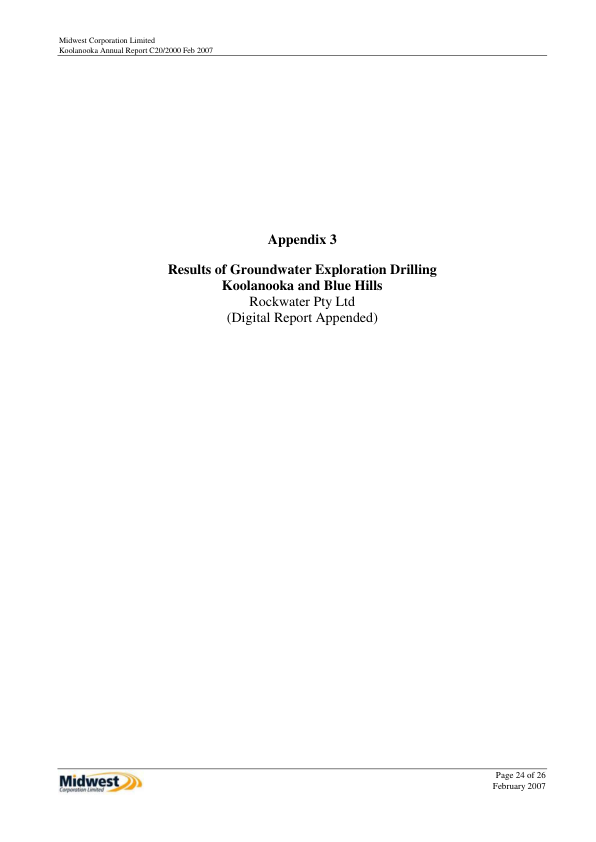 Midwest Corporation Limited
Koolanooka Annual Report C20/2000 Feb 2007
Appendix 3
Results of Groundwater Exploration Drilling
Koolanooka and Blue Hills
Rockwater Pty Ltd
(Digital Report Appended)
Midwest
Corporation Limited
Page 24 of 26
February 2007